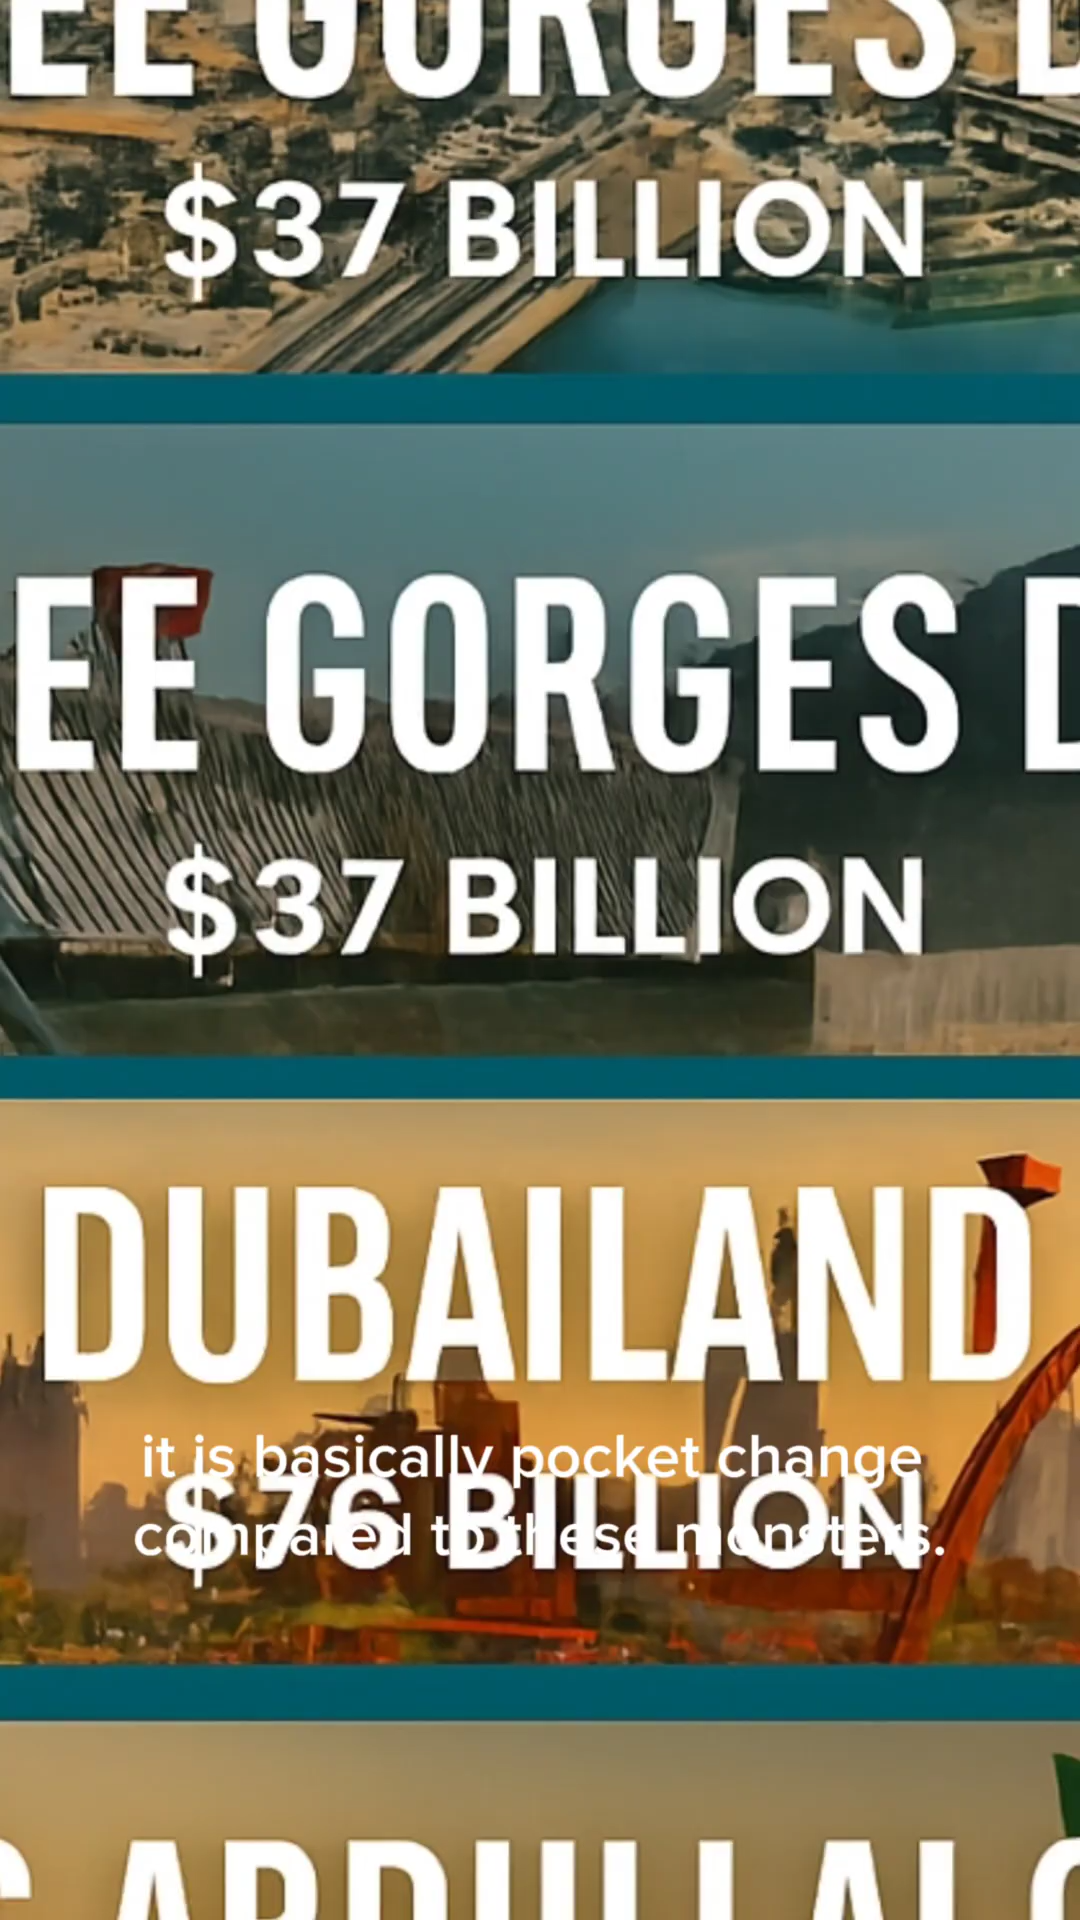 EE GORGES D
$37 BILLION
EE GORGES D
$37 BILLION
DUBAILAND
it is basically pocket change
$76 BILLION
compared to these monsters.
ABDULLAI